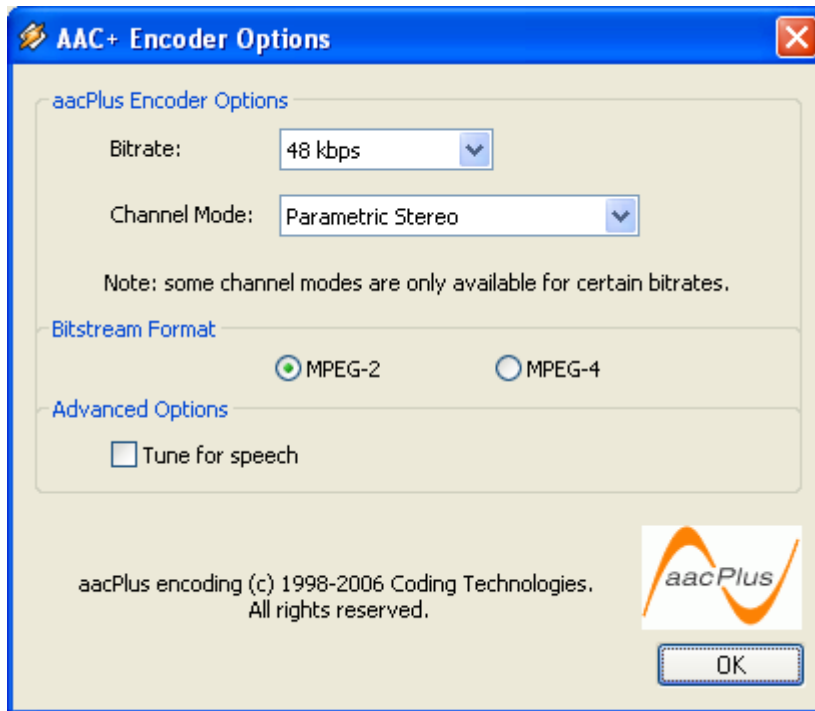 AAC+ Encoder Options
aacPlus Encoder Options
Bitrate: 48 kbps
Channel Mode: Parametric Stereo
Note: some channel modes are only available for certain bitrates.
Bitstream Format
MPEG-2 MPEG-4
Advanced Options
Tune for speech
aacPlus encoding (c) 1998-2006 Coding Technologies.
All rights reserved.
aacPlus
OK